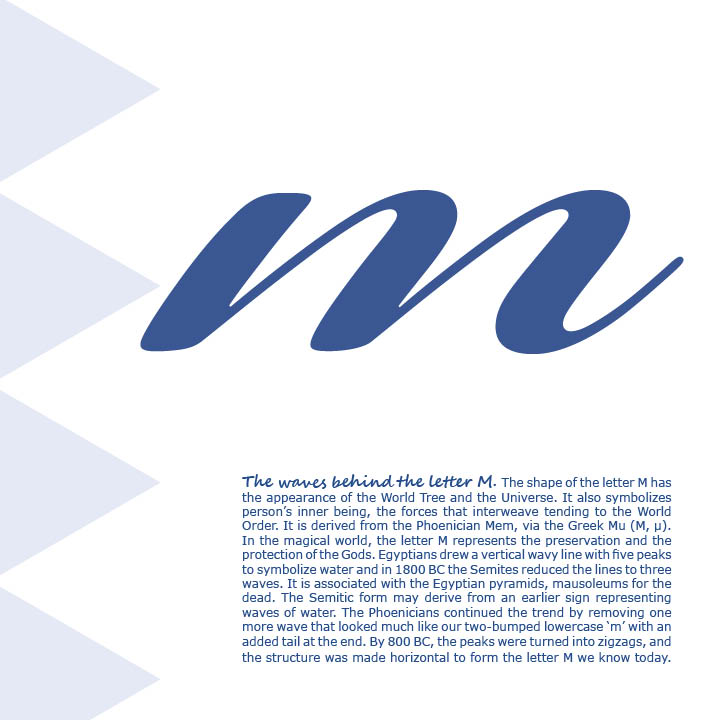 m
The waves behind the letter M. The shape of the letter M has
the appearance of the World Tree and the Universe. It also symbolizes
person’s inner being, the forces that interweave tending to the World
Order. It is derived from the Phoenician Mem, via the Greek Mu (M, μ).
In the magical world, the letter M represents the preservation and the
protection of the Gods. Egyptians drew a vertical wavy line with five peaks
to symbolize water and in 1800 BC the Semites reduced the lines to three
waves. It is associated with the Egyptian pyramids, mausoleums for the
dead. The Semitic form may derive from an earlier sign representing
waves of water. The Phoenicians continued the trend by removing one
more wave that looked much like our two-bumped lowercase ‘m’ with an
added tail at the end. By 800 BC, the peaks were turned into zigzags, and
the structure was made horizontal to form the letter M we know today.